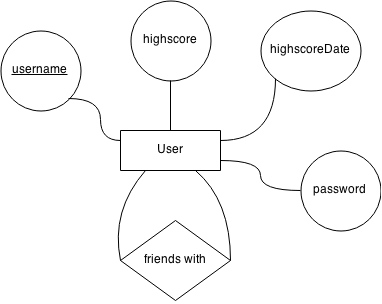 highscore
highscoreDate
username
User
password
friends with